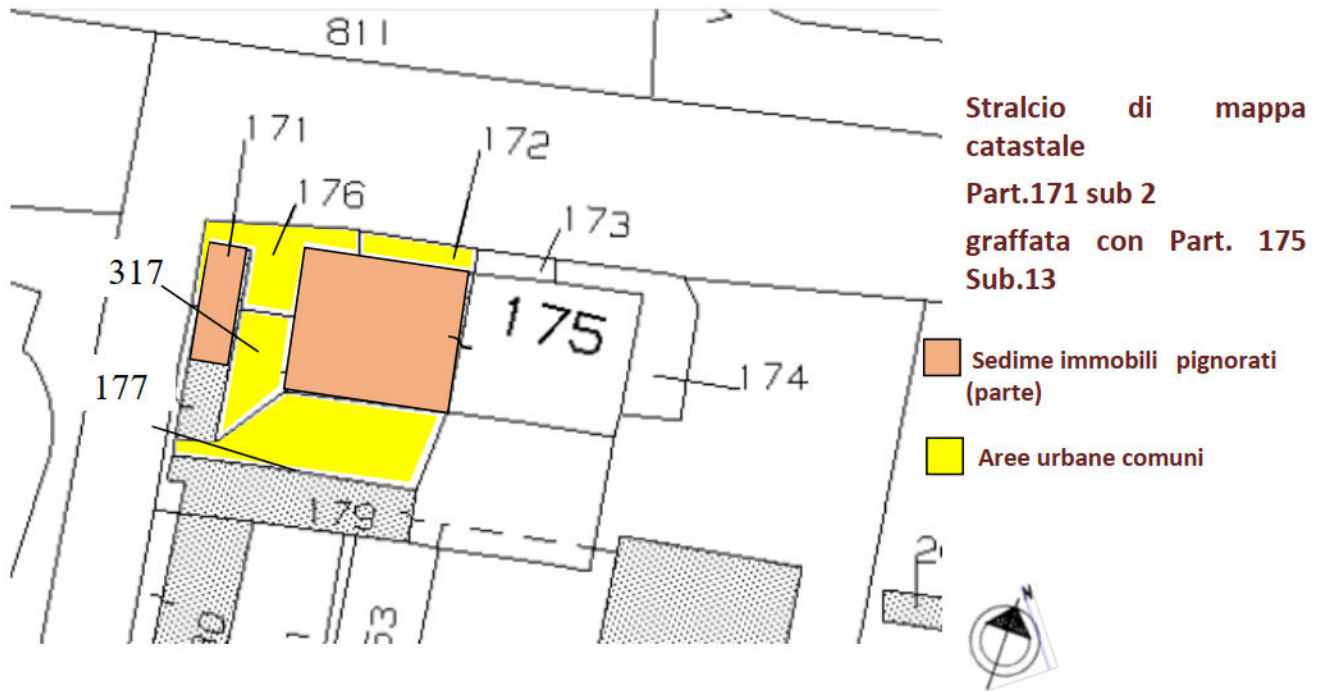 811
171
172
176
173
317
175
177
174
179
63
Stralcio di mappa
catastale
Part.171 sub 2
graffata con Part. 175
Sub.13
Sedime immobili pignorati
(parte)
Aree urbane comuni
N